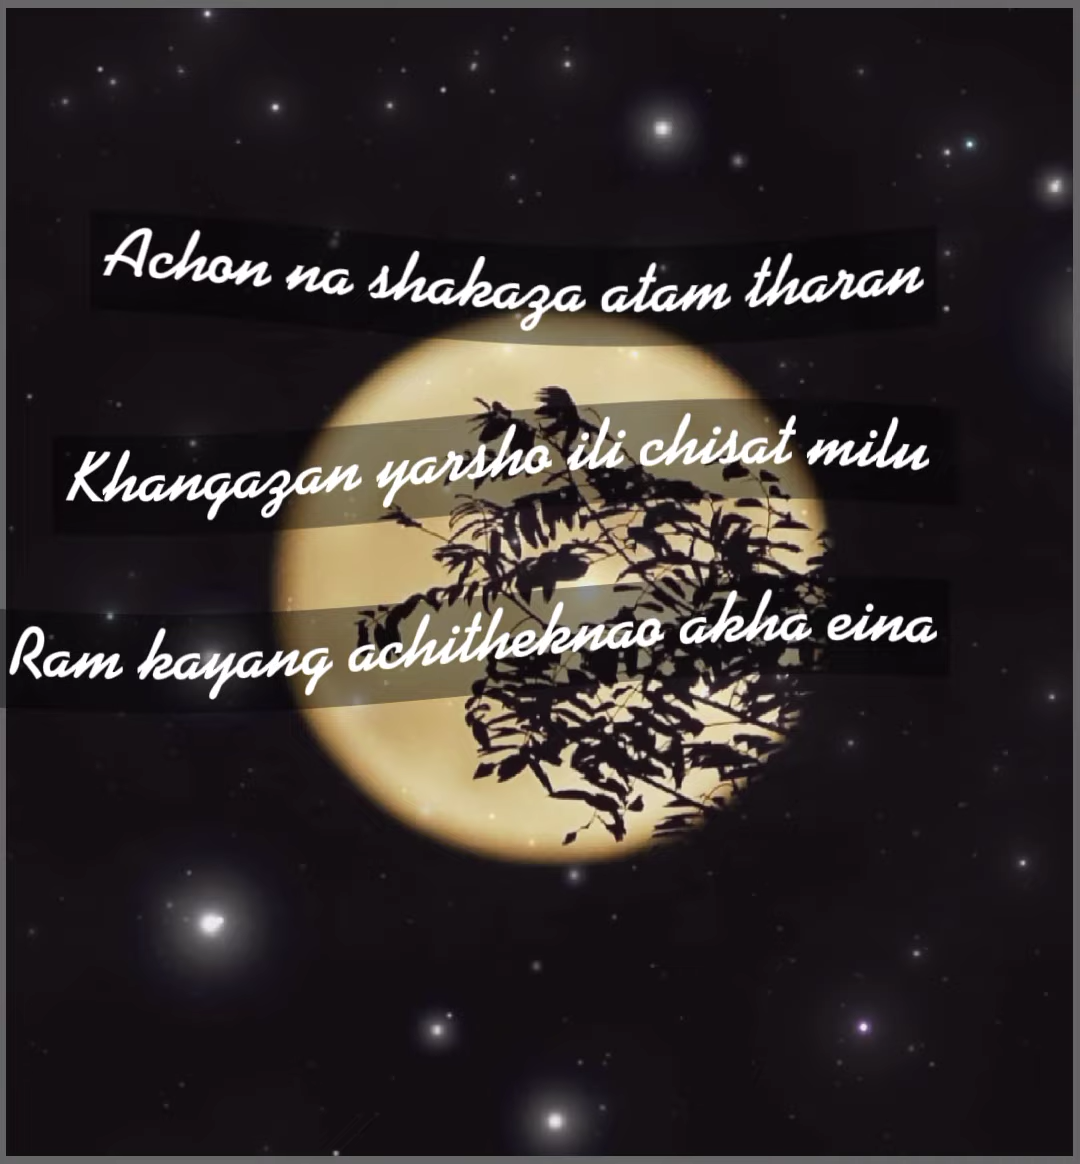 Achon na shakaza atam tharan
Khangazan yarsho ili chisat milu
Ram kayang achitheknao akha eina